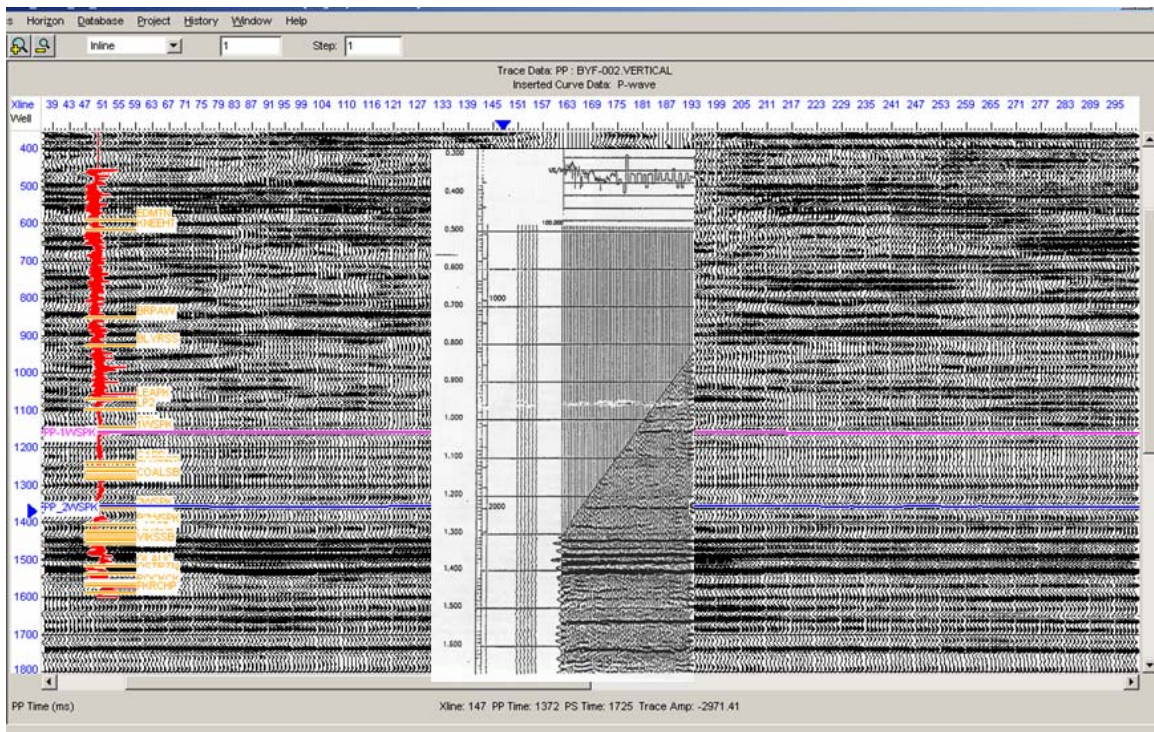 Horizon Database Project History Window Help
Inline 1 Step: 1
Trace Data: PP : BYF-002.VERTICAL
Inserted Curve Data: P-wave
Xline 39 43 47 51 55 59 63 67 71 75 79 83 87 91 95 99 104 110 116 121 127 133 139 145 151 157 163 169 175 181 187 193 199 205 211 217 223 229 235 241 247 253 259 265 271 277 283 289 295
Well
400
0.300
0.400
500
EDMTN
100.000
600
KNEEHT
0.500
700
0.600
800
1000
BRPAW
0.700
900
BLYRSS
0.800
1000
0.900
LEAPK
LP2
1100
1.000
1WSPK
PP-1WSPK
1200
1.100
COALSB
1300
1.200
PP_2WSPK
2000
1400
1.300
VIKSSB
1500
1.400
1600
PKRCHP
1.500
1700
1800
PP Time (ms) Xline: 147 PP Time: 1372 PS Time: 1725 Trace Amp: -2971.41